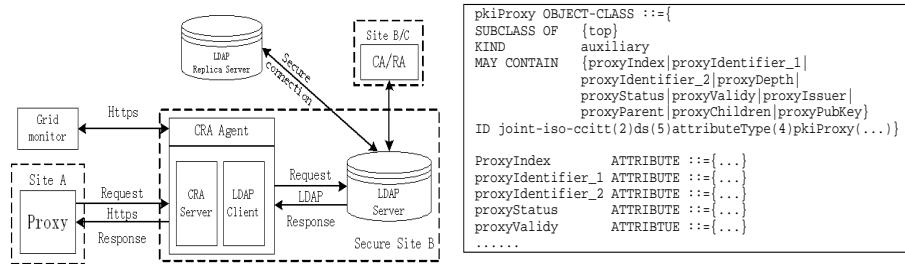 LDAP
Replica Server
Secure
connection
Site B/C
CA/RA
Https
Grid
monitor
CRA Agent
Site A
Proxy
Request
Https
Response
CRA
Server
LDAP
Client
Request
LDAP
Response
LDAP
Server
Secure Site B
pkiProxy OBJECT-CLASS ::={
SUBCLASS OF {top}
KIND auxiliary
MAY CONTAIN {proxyIndex|proxyIdentifier_1|
proxyIdentifier_2|proxyDepth|
proxyStatus|proxyValidy|proxyIssuer|
proxyParent|proxyChildren|proxyPubKey}
ID joint-iso-ccitt(2)ds(5)attributeType(4)pkiProxy(...)}
ProxyIndex ATTRIBUTE ::={...}
proxyIdentifier_1 ATTRIBUTE ::={...}
proxyIdentifier_2 ATTRIBUTE ::={...}
proxyStatus ATTRIBUTE ::={...}
proxyValidy ATTRIBTUE ::={...}
......